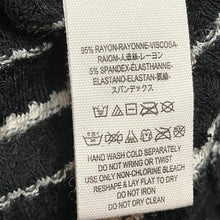 95% RAYON-RAYONNE-VISCOSA-
RAION-人造絲-レーヨン
5% SPANDEX-ÉLASTHANNE-
ELASTANO-ELASTAN-氨綸-
スパンデックス
HAND WASH COLD SEPARATELY
DO NOT WRING OR TWIST
USE ONLY NON-CHLORINE BLEACH
RESHAPE & LAY FLAT TO DRY
DO NOT IRON
DO NOT DRY CLEAN